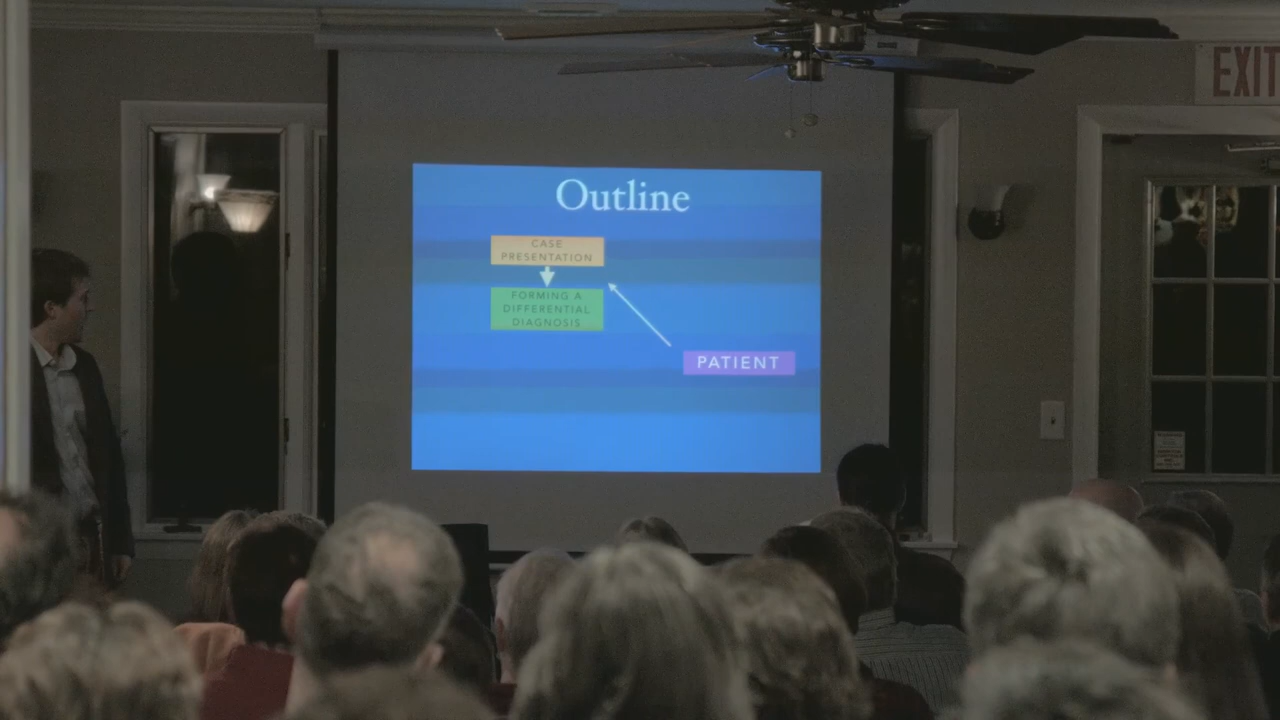 EXIT
Outline
CASE
PRESENTATION
FORMING A
DIFFERENTIAL
DIAGNOSIS
PATIENT